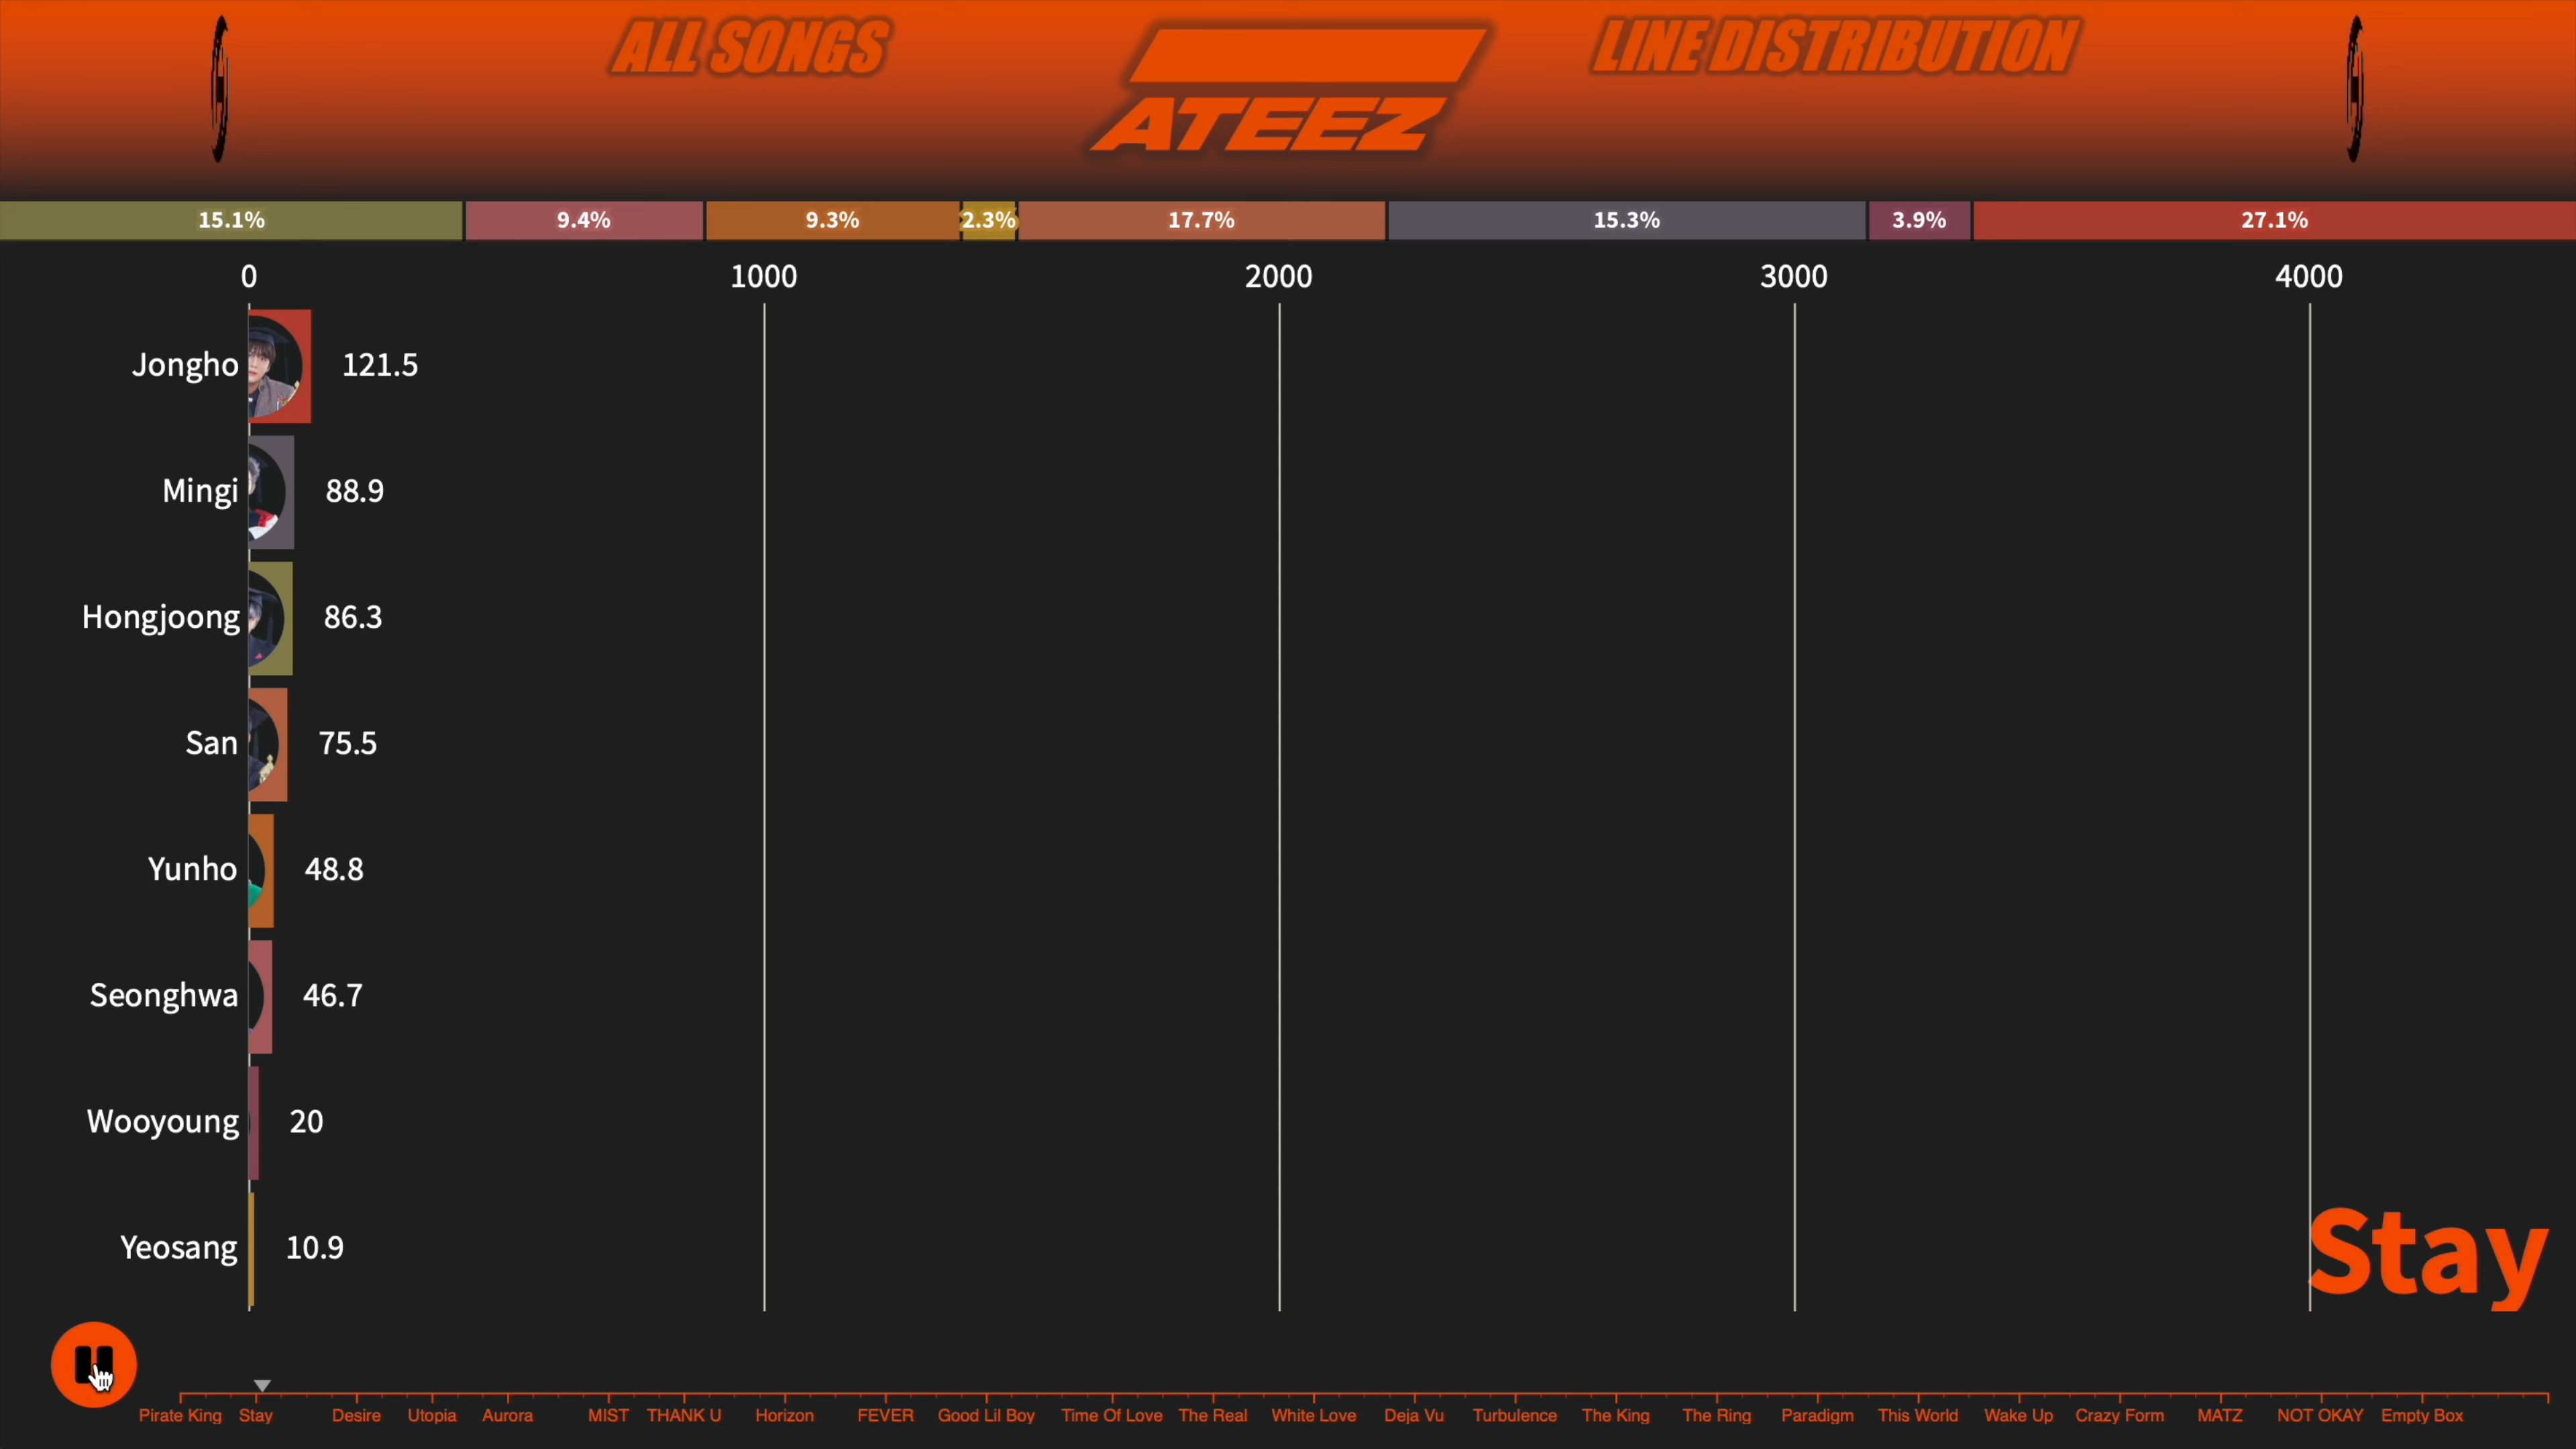 ALL SONGS
ATEEZ
LINE DISTRIBUTION
15.1% 9.4% 9.3% 2.3% 17.7% 15.3% 3.9% 27.1%
0 1000 2000 3000 4000
Jongho 121.5
Mingi 88.9
Hongjoong 86.3
San 75.5
Yunho 48.8
Seonghwa 46.7
Wooyoung 20
Yeosang 10.9
Stay
Pirate King Stay Desire Utopia Aurora MIST THANK U Horizon FEVER Good Lil Boy Time Of Love The Real White Love Deja Vu Turbulence The King The Ring Paradigm This World Wake Up Crazy Form MATZ NOT OKAY Empty Box